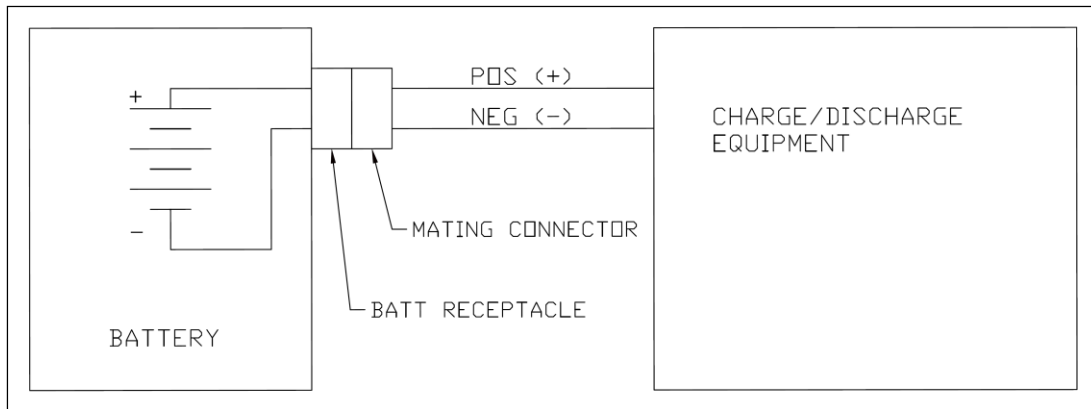 POS (+)
NEG (-)
+
-
CHARGE/DISCHARGE
EQUIPMENT
MATING CONNECTOR
BATT RECEPTACLE
BATTERY